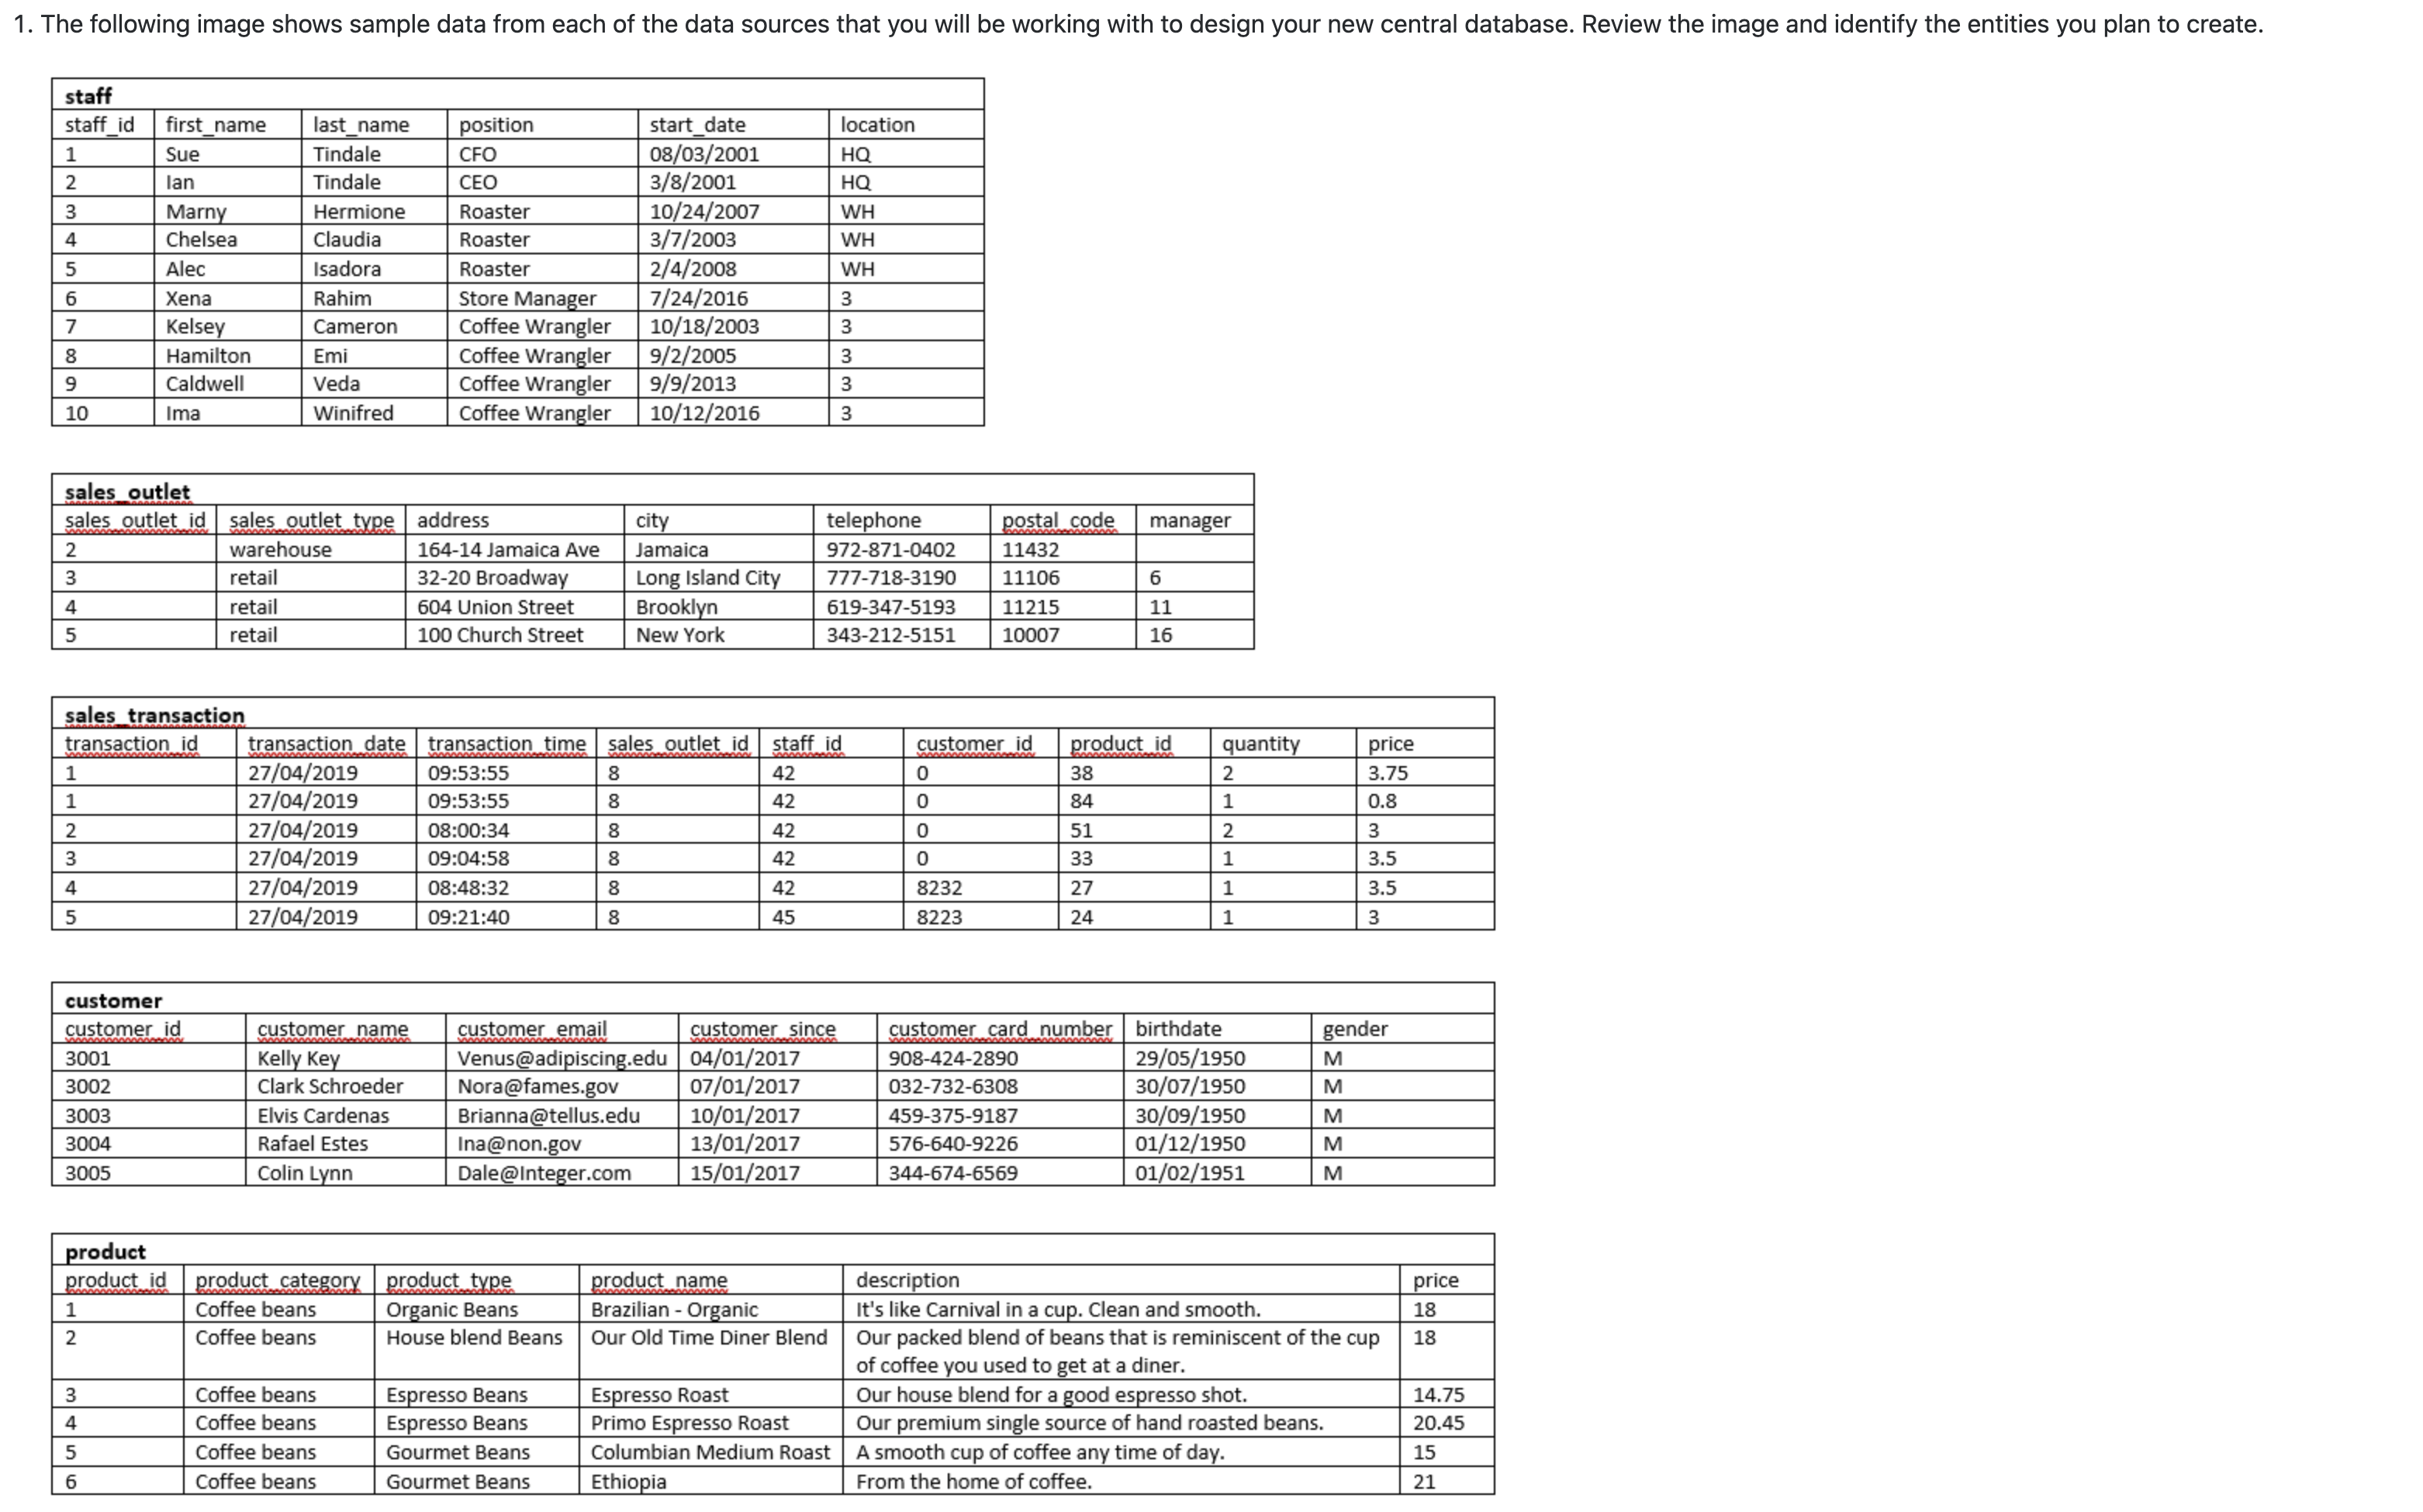 1. The following image shows sample data from each of the data sources that you will be working with to design your new central database. Review the image and identify the entities you plan to create.
staff
staff_id first_name last_name position start_date location
1 Sue Tindale CFO 08/03/2001 HQ
2 Ian Tindale CEO 3/8/2001 HQ
3 Marny Hermione Roaster 10/24/2007 WH
4 Chelsea Claudia Roaster 3/7/2003 WH
5 Alec Isadora Roaster 2/4/2008 WH
6 Xena Rahim Store Manager 7/24/2016 3
7 Kelsey Cameron Coffee Wrangler 10/18/2003 3
8 Hamilton Emi Coffee Wrangler 9/2/2005 3
9 Caldwell Veda Coffee Wrangler 9/9/2013 3
10 Ima Winifred Coffee Wrangler 10/12/2016 3
sales_outlet
sales_outlet_id sales_outlet_type address city telephone postal_code manager
2 warehouse 164-14 Jamaica Ave Jamaica 972-871-0402 11432
3 retail 32-20 Broadway Long Island City 777-718-3190 11106 6
4 retail 604 Union Street Brooklyn 619-347-5193 11215 11
5 retail 100 Church Street New York 343-212-5151 10007 16
sales_transaction
transaction_id transaction_date transaction_time sales_outlet_id staff_id customer_id product_id quantity price
1 27/04/2019 09:53:55 8 42 0 38 2 3.75
1 27/04/2019 09:53:55 8 42 0 84 1 0.8
2 27/04/2019 08:00:34 8 42 0 51 2 3
3 27/04/2019 09:04:58 8 42 0 33 1 3.5
4 27/04/2019 08:48:32 8 42 8232 27 1 3.5
5 27/04/2019 09:21:40 8 45 8223 24 1 3
customer
customer_id customer_name customer_email customer_since customer_card_number birthdate gender
3001 Kelly Key Venus@adipiscing.edu 04/01/2017 908-424-2890 29/05/1950 M
3002 Clark Schroeder Nora@fames.gov 07/01/2017 032-732-6308 30/07/1950 M
3003 Elvis Cardenas Brianna@tellus.edu 10/01/2017 459-375-9187 30/09/1950 M
3004 Rafael Estes Ina@non.gov 13/01/2017 576-640-9226 01/12/1950 M
3005 Colin Lynn Dale@Integer.com 15/01/2017 344-674-6569 01/02/1951 M
product
product_id product_category product_type product_name description price
1 Coffee beans Organic Beans Brazilian - Organic It's like Carnival in a cup. Clean and smooth. 18
2 Coffee beans House blend Beans Our Old Time Diner Blend Our packed blend of beans that is reminiscent of the cup 18
of coffee you used to get at a diner.
3 Coffee beans Espresso Beans Espresso Roast Our house blend for a good espresso shot. 14.75
4 Coffee beans Espresso Beans Primo Espresso Roast Our premium single source of hand roasted beans. 20.45
5 Coffee beans Gourmet Beans Columbian Medium Roast A smooth cup of coffee any time of day. 15
6 Coffee beans Gourmet Beans Ethiopia From the home of coffee. 21